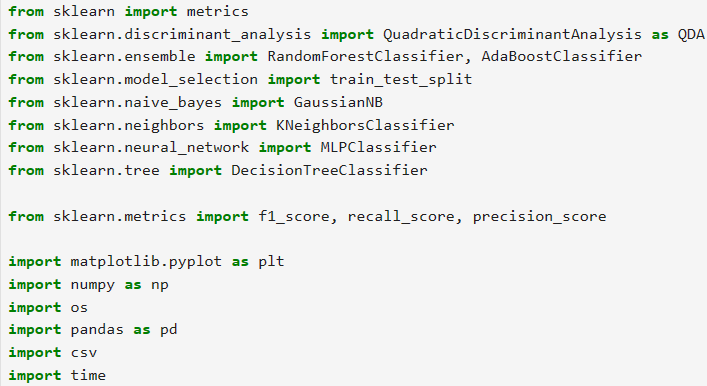 from sklearn import metrics
from sklearn.discriminant_analysis import QuadraticDiscriminantAnalysis as QDA
from sklearn.ensemble import RandomForestClassifier, AdaBoostClassifier
from sklearn.model_selection import train_test_split
from sklearn.naive_bayes import GaussianNB
from sklearn.neighbors import KNeighborsClassifier
from sklearn.neural_network import MLPClassifier
from sklearn.tree import DecisionTreeClassifier
from sklearn.metrics import f1_score, recall_score, precision_score
import matplotlib.pyplot as plt
import numpy as np
import os
import pandas as pd
import csv
import time